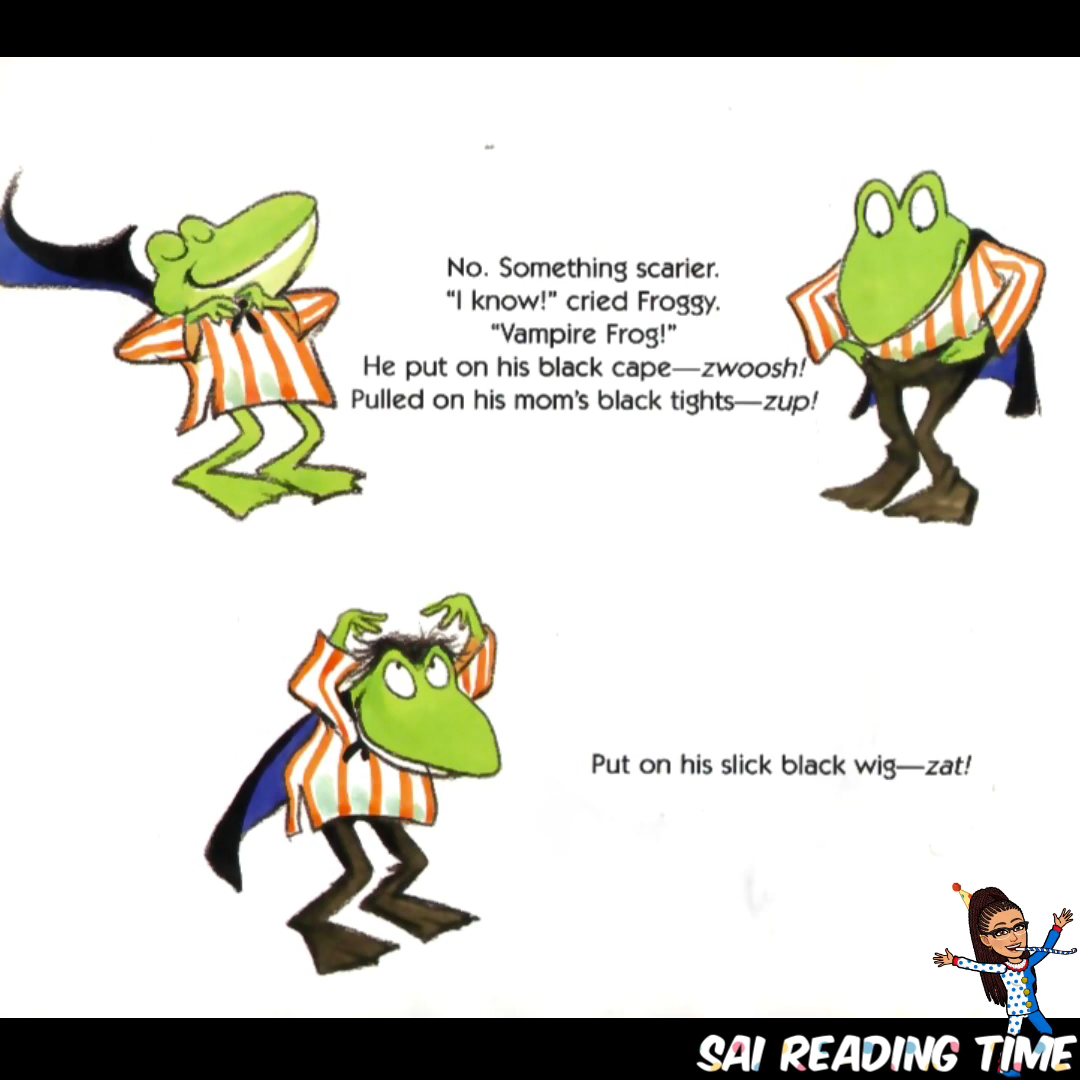 No. Something scarier.
“I know!” cried Froggy.
“Vampire Frog!”
He put on his black cape—zwoosh!
Pulled on his mom’s black tights—zup!
Put on his slick black wig—zat!
SAI READING TIME